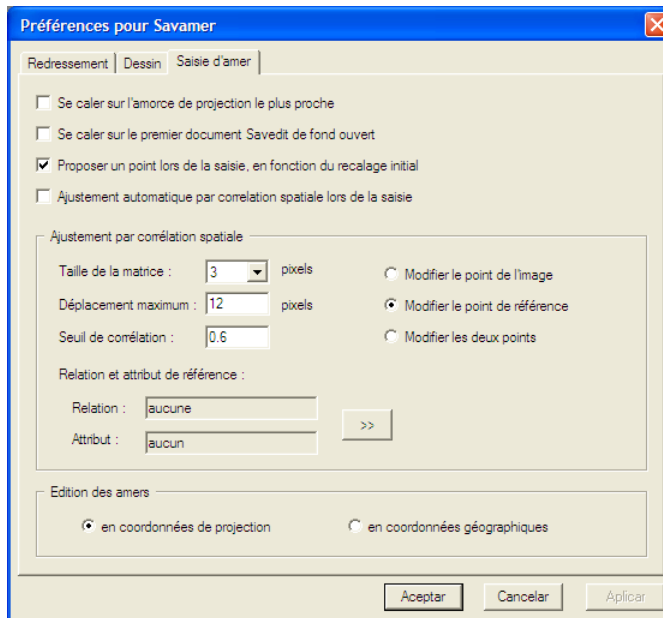 Préférences pour Savamer
Redressement Dessin Saisie d'amer
Se caler sur l'amorce de projection le plus proche
Se caler sur le premier document Savedit de fond ouvert
Proposer un point lors de la saisie, en fonction du recalage initial
Ajustement automatique par correlation spatiale lors de la saisie
Ajustement par corrélation spatiale
Taille de la matrice : 3 pixels Modifier le point de l'image
Déplacement maximum : 12 pixels Modifier le point de référence
Seuil de corrélation : 0.6 Modifier les deux points
Relation et attribut de référence :
Relation : aucune
>>
Attribut : aucun
Edition des amers
en coordonnées de projection en coordonnées géographiques
Aceptar Cancelar Aplicar